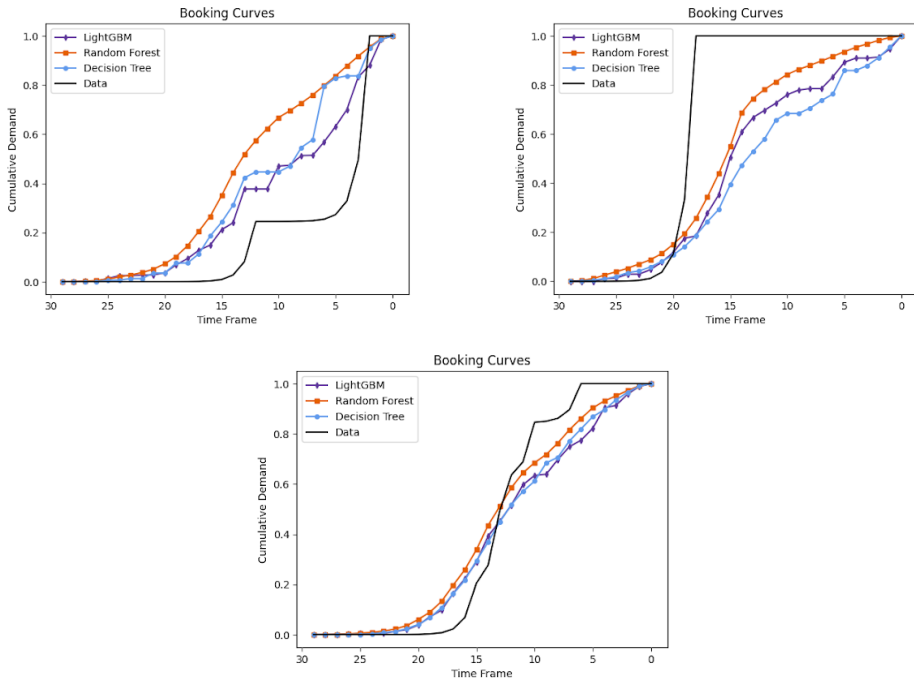 Booking Curves
1.0
0.8
0.6
0.4
0.2
0.0
Cumulative Demand
LightGBM
Random Forest
Decision Tree
Data
30 25 20 15 10 5 0
Time Frame
Booking Curves
1.0
0.8
0.6
0.4
0.2
0.0
Cumulative Demand
LightGBM
Random Forest
Decision Tree
Data
30 25 20 15 10 5 0
Time Frame
Booking Curves
1.0
0.8
0.6
0.4
0.2
0.0
Cumulative Demand
LightGBM
Random Forest
Decision Tree
Data
30 25 20 15 10 5 0
Time Frame